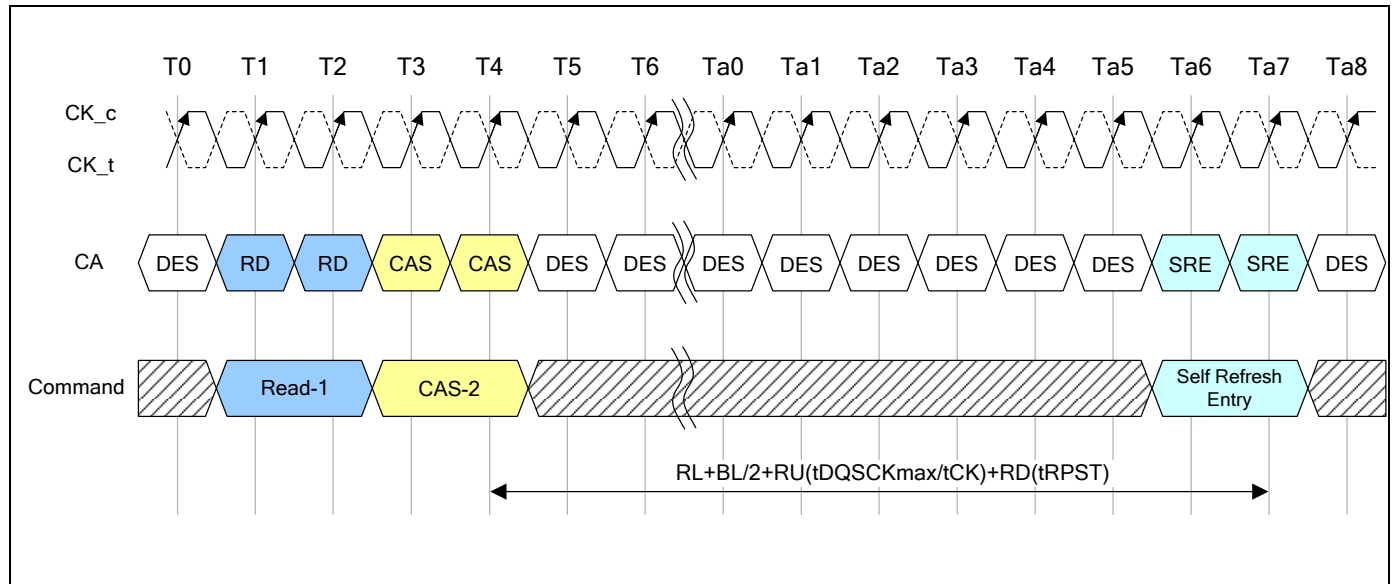 T0 T1 T2 T3 T4 T5 T6 Ta0 Ta1 Ta2 Ta3 Ta4 Ta5 Ta6 Ta7 Ta8
CK_c
CK_t
CA DES RD RD CAS CAS DES DES DES DES DES DES DES DES SRE SRE DES
Command Read-1 CAS-2 Self Refresh
Entry
RL+BL/2+RU(tDQSCKmax/tCK)+RD(tRPST)